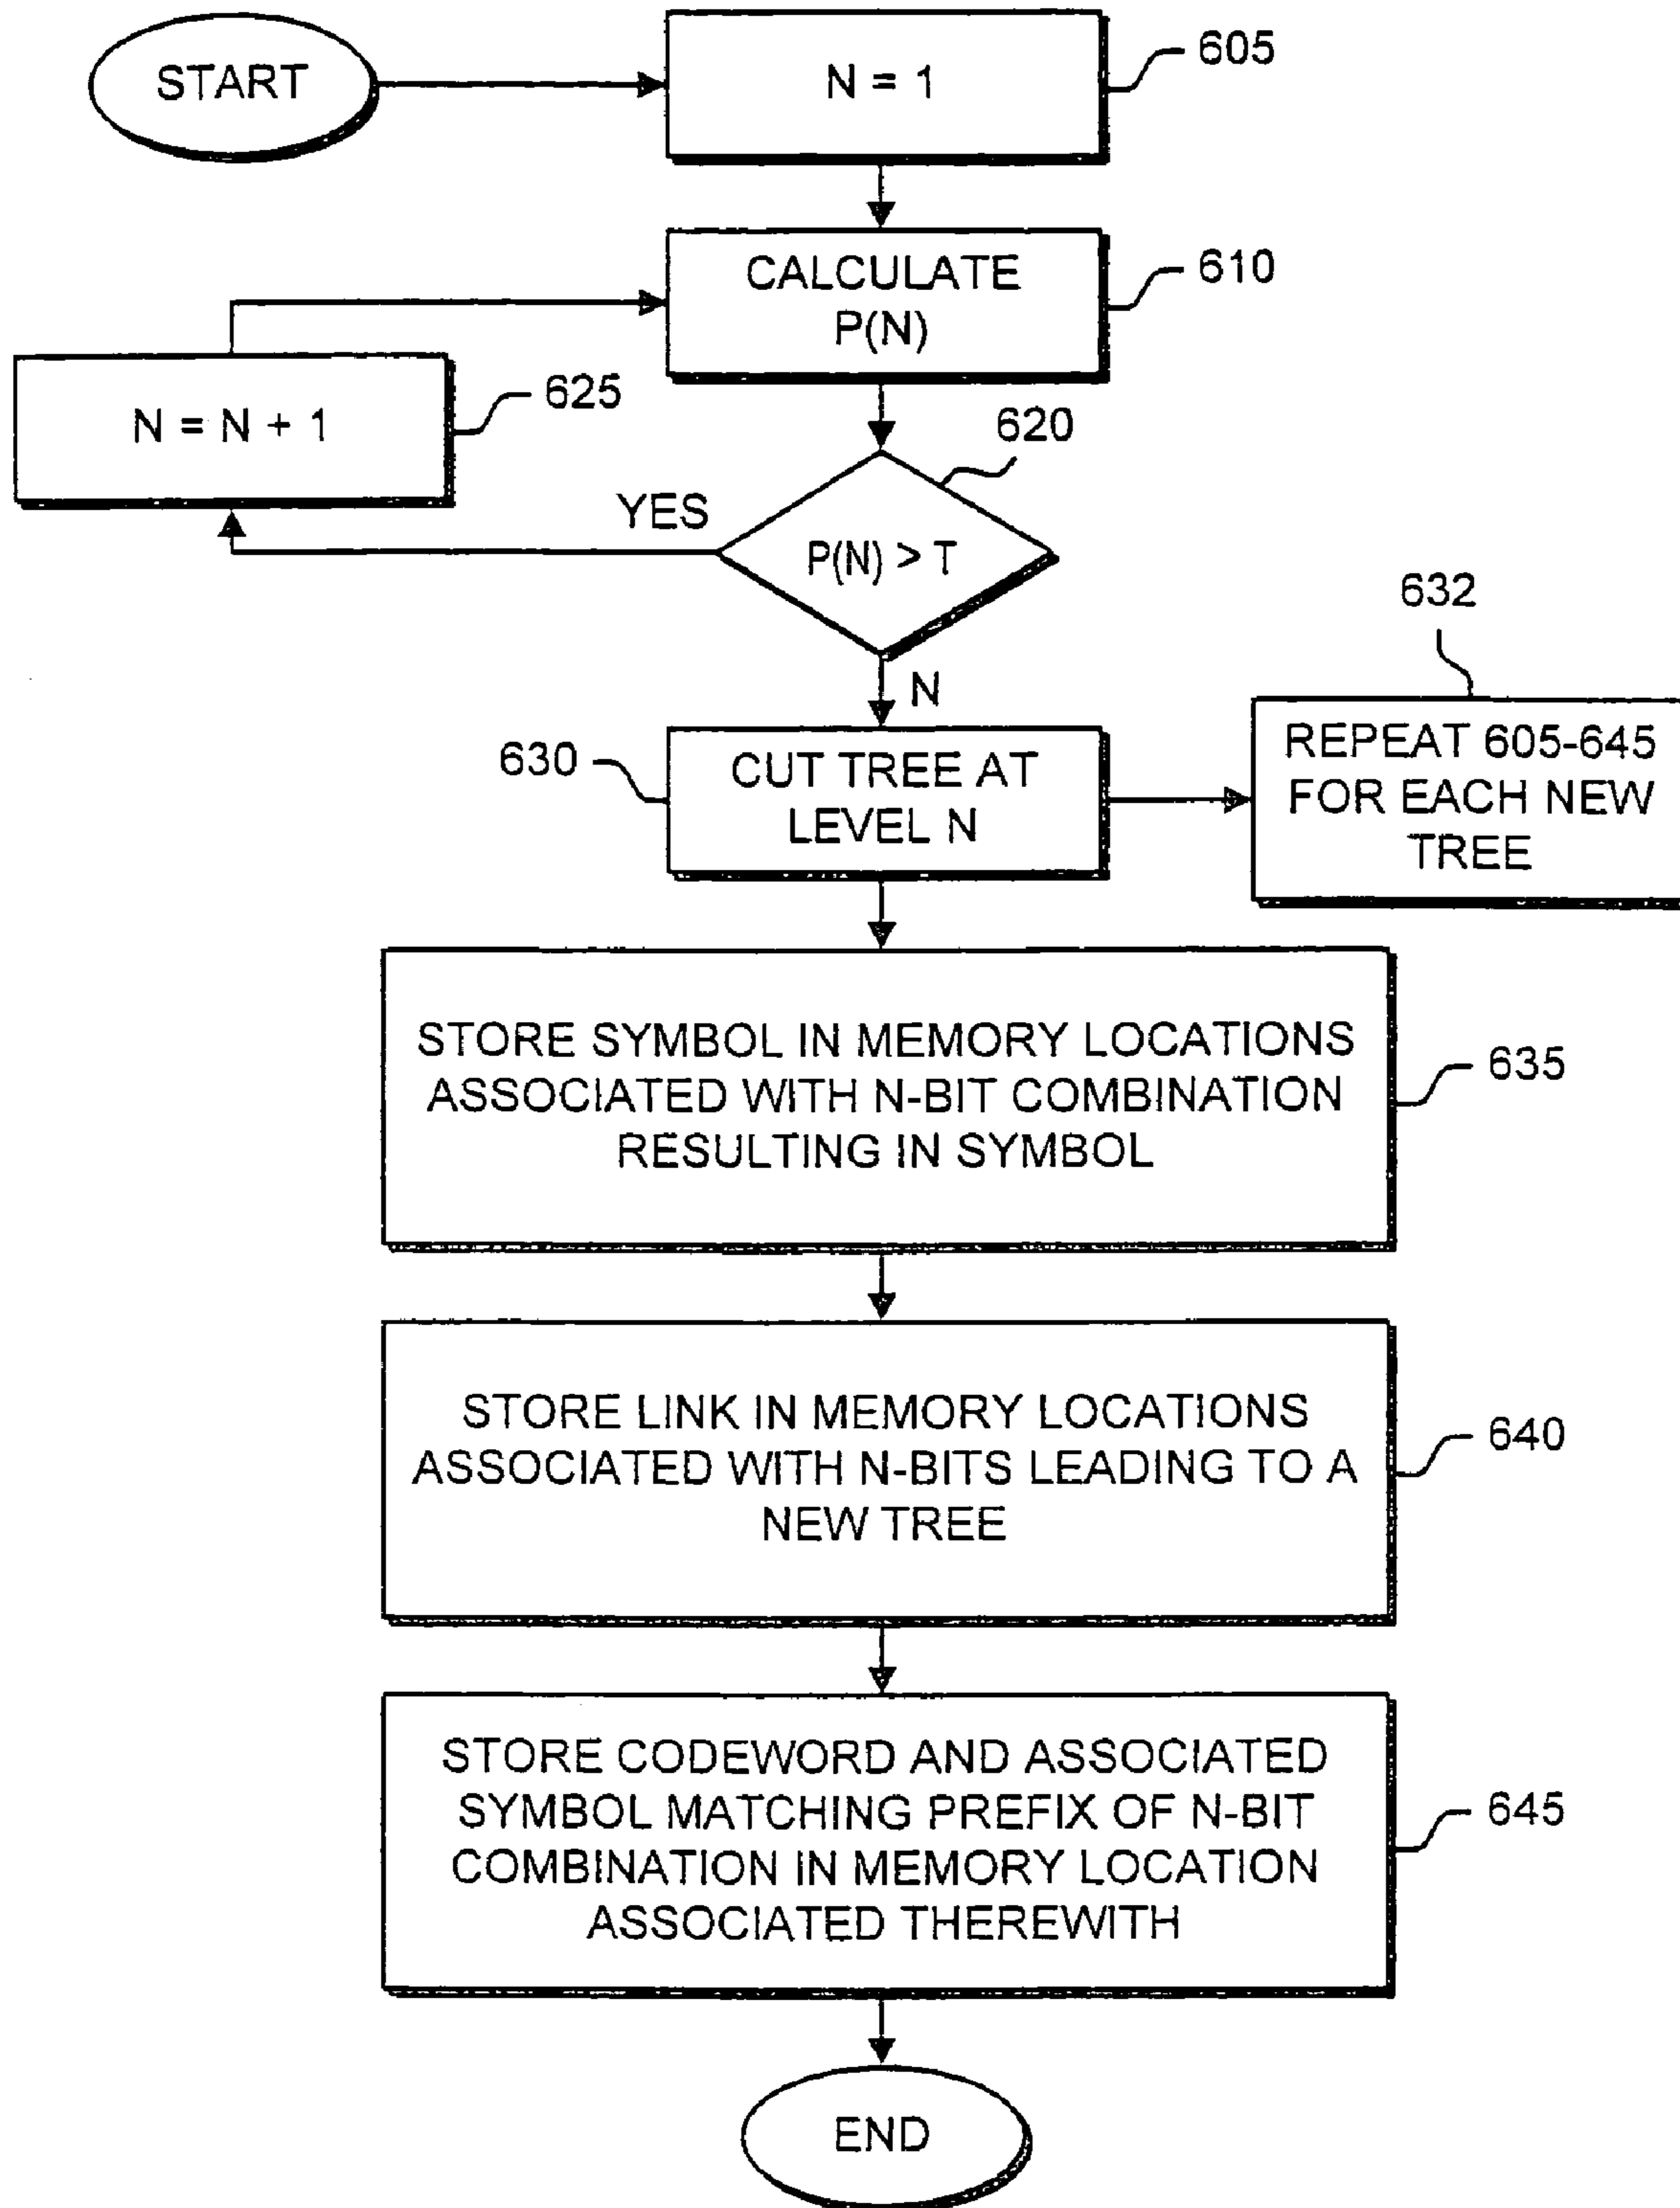 START
N = 1
605
CALCULATE
P(N)
610
N = N + 1
625
620
YES
P(N) > T
N
632
630
CUT TREE AT
LEVEL N
REPEAT 605-645
FOR EACH NEW
TREE
STORE SYMBOL IN MEMORY LOCATIONS
ASSOCIATED WITH N-BIT COMBINATION
RESULTING IN SYMBOL
635
STORE LINK IN MEMORY LOCATIONS
ASSOCIATED WITH N-BITS LEADING TO A
NEW TREE
640
STORE CODEWORD AND ASSOCIATED
SYMBOL MATCHING PREFIX OF N-BIT
COMBINATION IN MEMORY LOCATION
ASSOCIATED THEREWITH
645
END